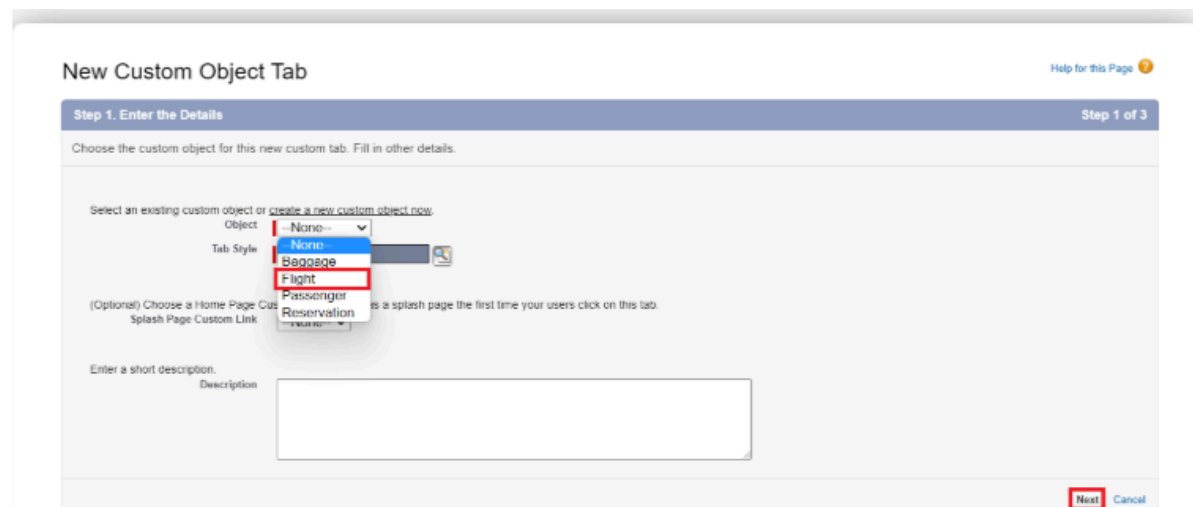 New Custom Object Tab
Help for this Page
Step 1. Enter the Details
Step 1 of 3
Choose the custom object for this new custom tab. Fill in other details.
Select an existing custom object or create a new custom object now.
Object
--None--
Tab Style
--None--
Baggage
Flight
Passenger
Reservation
(Optional) Choose a Home Page Cus s a splash page the first time your users click on this tab.
Splash Page Custom Link
--None--
Enter a short description.
Description
Next Cancel